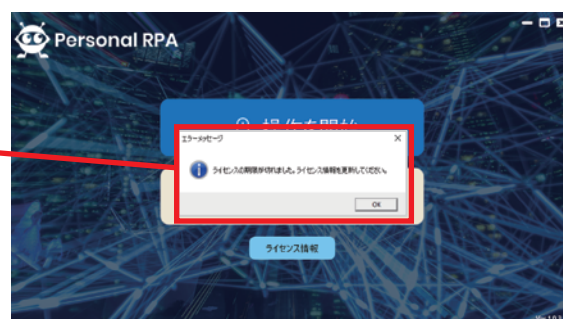 Personal RPA
操作を開始
エラーメッセージ
ライセンスの期限が切れました。ライセンス情報を更新してください。
OK
ライセンス情報